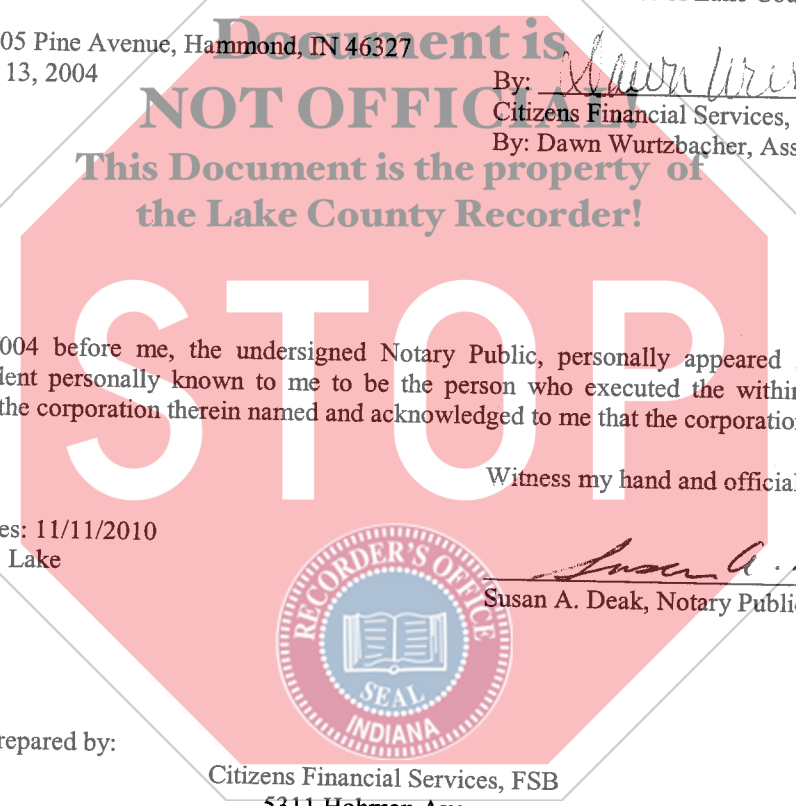 05 Pine Avenue, Hammond, IN 46327
13, 2004
Document is
NOT OFFICIAL!
This Document is the property of
the Lake County Recorder!
By:
Citizens Financial Services,
By: Dawn Wurtzbacher, Ass
STOP
004 before me, the undersigned Notary Public, personally appeared
dent personally known to me to be the person who executed the within
the corporation therein named and acknowledged to me that the corporation
Witness my hand and official
es: 11/11/2010
Lake
Susan A.
Susan A. Deak, Notary Public
RECORDER'S OFFICE
SEAL
INDIANA
repared by:
Citizens Financial Services, FSB
5311 Hohman Ave